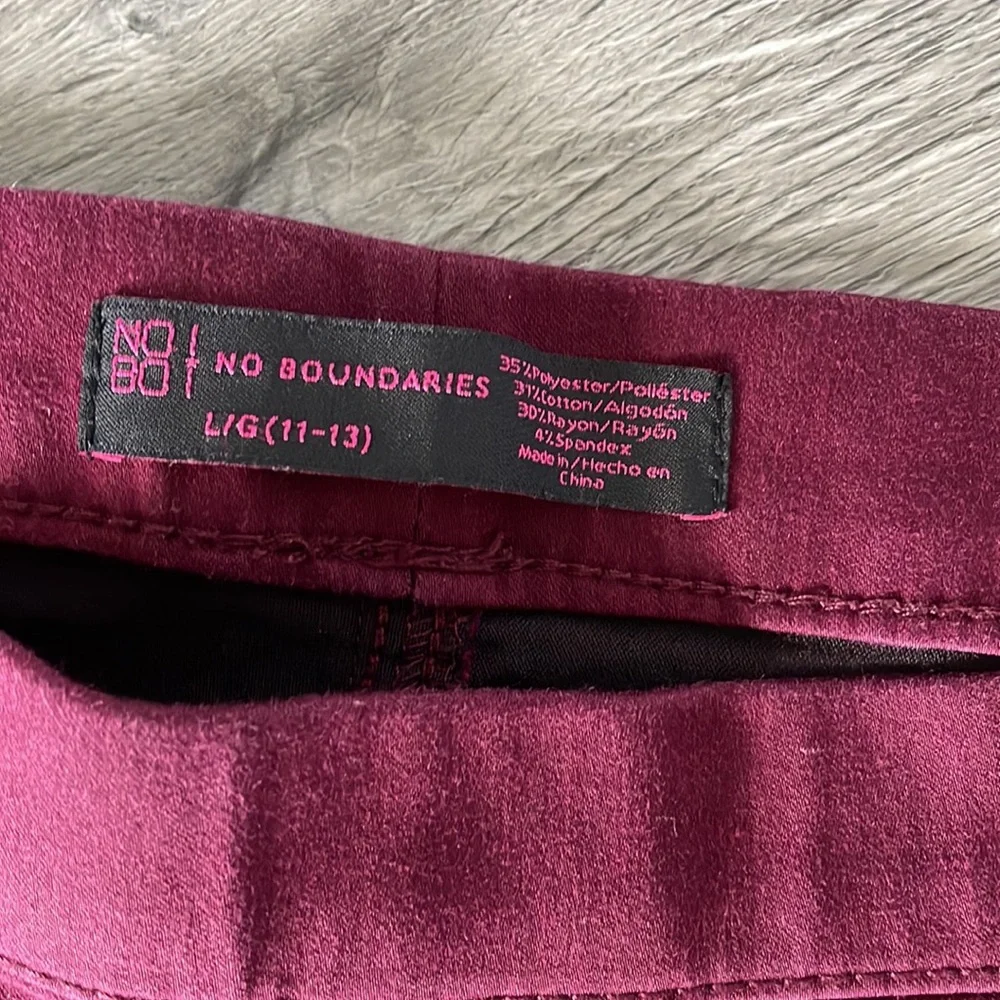 NO
BO
NO BOUNDARIES
L/G (11-13)
35%Polyester/Poliéster
31%Cotton/Algodón
30%Rayon/Rayón
4%Spandex
Made in/Hecho en
China